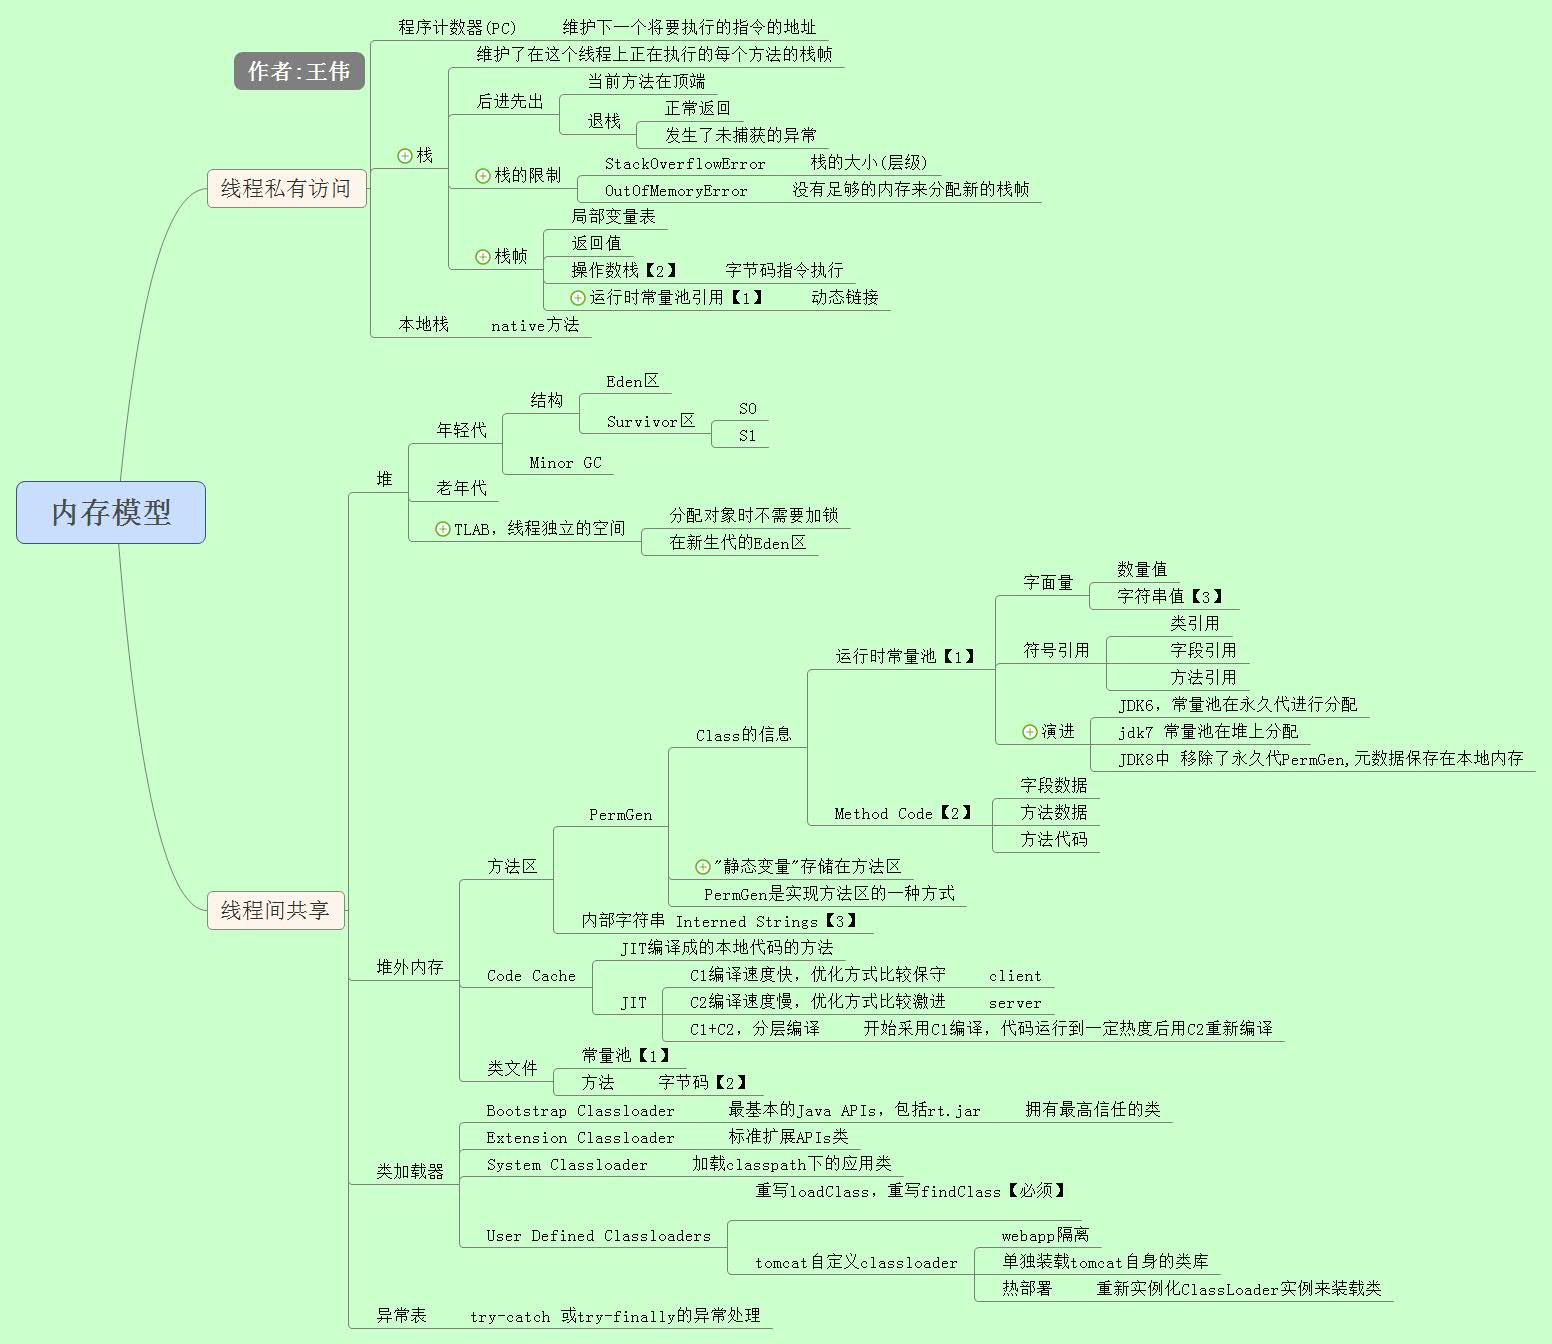 程序计数器(PC) 维护下一个将要执行的指令的地址
作者:王伟
维护了在这个线程上正在执行的每个方法的栈帧
当前方法在顶端
后进先出
正常返回
退栈
发生了未捕获的异常
栈
StackOverflowError 栈的大小(层级)
栈的限制
OutOfMemoryError 没有足够的内存来分配新的栈帧
线程私有访问
局部变量表
返回值
栈帧
操作数栈【2】 字节码指令执行
运行时常量池引用【1】 动态链接
本地栈 native方法
Eden区
结构
Survivor区
S0
S1
年轻代
Minor GC
堆
老年代
内存模型
TLAB，线程独立的空间
分配对象时不需要加锁
在新生代的Eden区
数量值
字面量
字符串值【3】
类引用
符号引用
字段引用
运行时常量池【1】
方法引用
JDK6，常量池在永久代进行分配
演进
jdk7 常量池在堆上分配
Class的信息
JDK8中 移除了永久代PermGen,元数据保存在本地内存
字段数据
Method Code【2】
方法数据
PermGen
方法代码
方法区
"静态变量"存储在方法区
PermGen是实现方法区的一种方式
线程间共享
内部字符串 Interned Strings【3】
JIT编译成的本地代码的方法
堆外内存
Code Cache
C1编译速度快，优化方式比较保守 client
JIT
C2编译速度慢，优化方式比较激进 server
C1+C2，分层编译 开始采用C1编译，代码运行到一定热度后用C2重新编译
常量池【1】
类文件
方法 字节码【2】
Bootstrap Classloader 最基本的Java APIs，包括rt.jar 拥有最高信任的类
Extension Classloader 标准扩展APIs类
System Classloader 加载classpath下的应用类
类加载器
重写loadClass，重写findClass【必须】
User Defined Classloaders
webapp隔离
tomcat自定义classloader
单独装载tomcat自身的类库
热部署 重新实例化ClassLoader实例来装载类
异常表 try-catch 或try-finally的异常处理